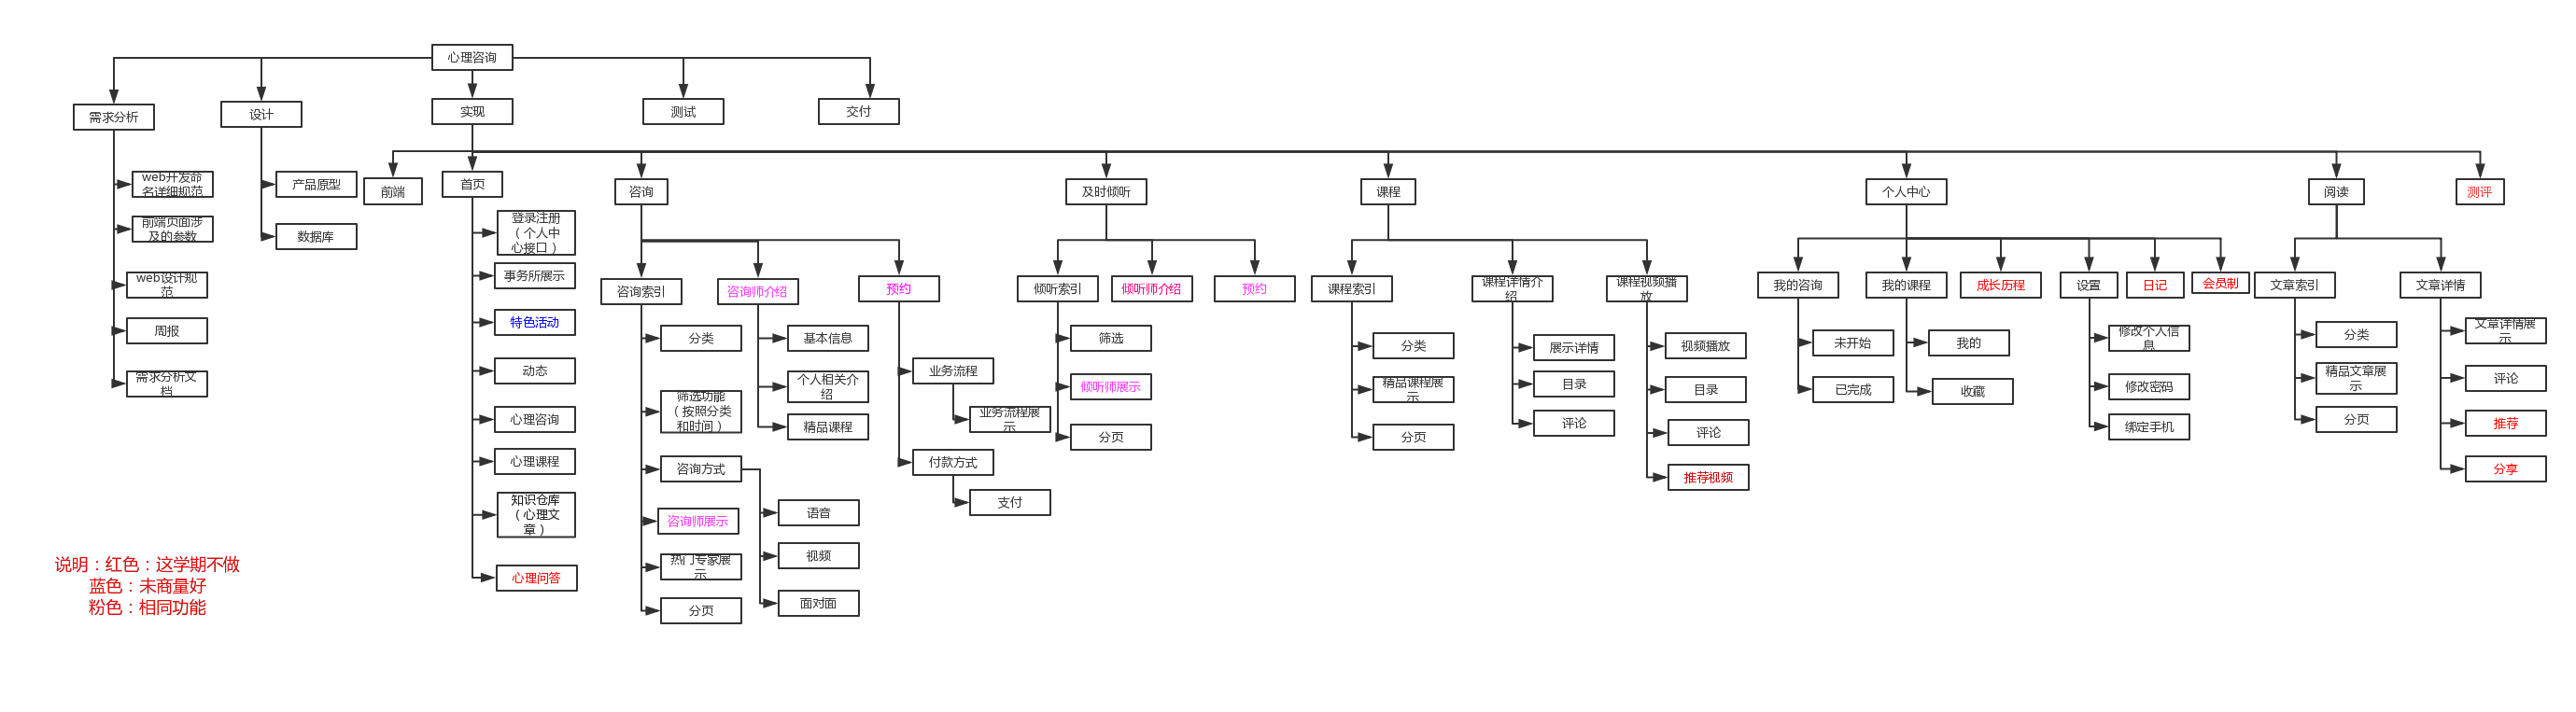 心理咨询
需求分析
设计
实现
测试
交付
web开发命
名详细规范
前端页面涉
及的参数
web设计规
范
周报
需求分析文
档
产品原型
数据库
前端
首页
咨询
及时倾听
课程
个人中心
阅读
测评
登录注册
（个人中
心接口）
事务所展示
特色活动
动态
心理咨询
心理课程
知识仓库
（心理文
章）
心理问答
咨询索引
咨询师介绍
预约
分类
筛选功能
（按照分类
和时间）
咨询方式
咨询师展示
热门专家展
示
分页
语音
视频
面对面
基本信息
个人相关介
绍
精品课程
业务流程
业务流程展
示
付款方式
支付
倾听索引
倾听师介绍
预约
筛选
倾听师展示
分页
课程索引
课程详情介
绍
课程视频播
放
分类
精品课程展
示
分页
展示详情
目录
评论
视频播放
目录
评论
推荐视频
我的咨询
我的课程
成长历程
设置
日记
会员制
未开始
已完成
我的
收藏
修改个人信
息
修改密码
绑定手机
文章索引
文章详情
分类
精品文章展
示
分页
文章详情展
示
评论
推荐
分享
说明：红色：这学期不做
蓝色：未商量好
粉色：相同功能